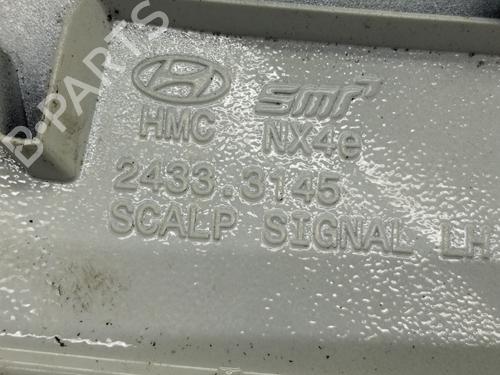 B-PARTS
smr
HMC NX4e
2433.3145
SCALP SIGNAL LH